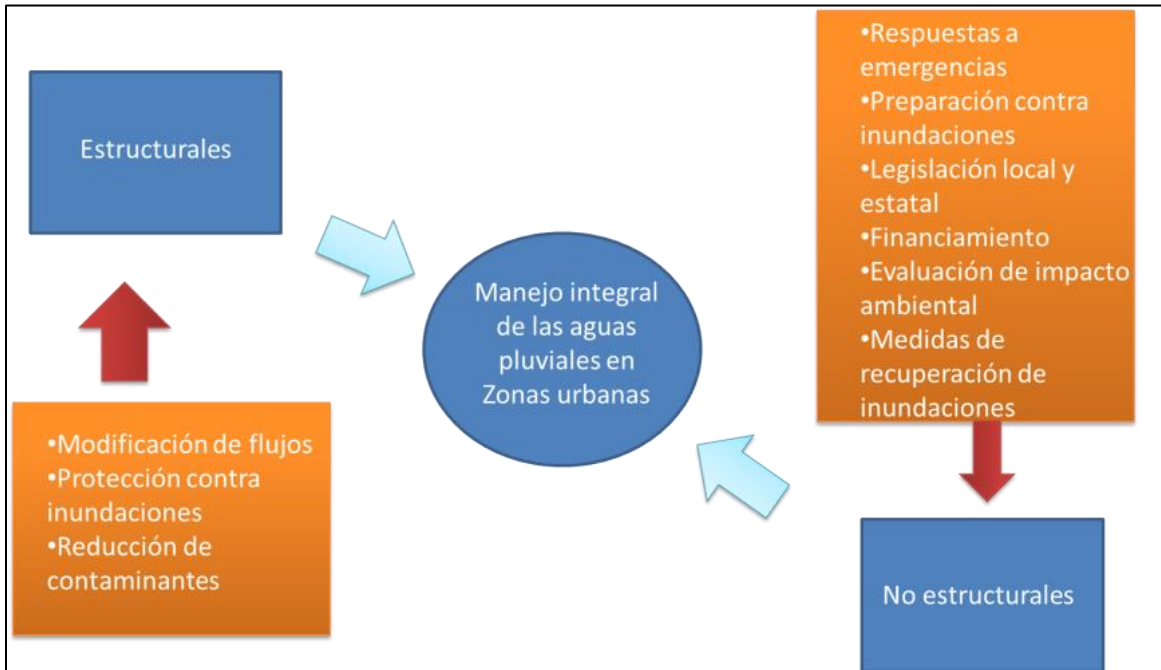 Estructurales
•Modificación de flujos
•Protección contra
inundaciones
•Reducción de
contaminantes
Manejo integral
de las aguas
pluviales en
Zonas urbanas
•Respuestas a
emergencias
•Preparación contra
inundaciones
•Legislación local y
estatal
•Financiamiento
•Evaluación de impacto
ambiental
•Medidas de
recuperación de
inundaciones
No estructurales